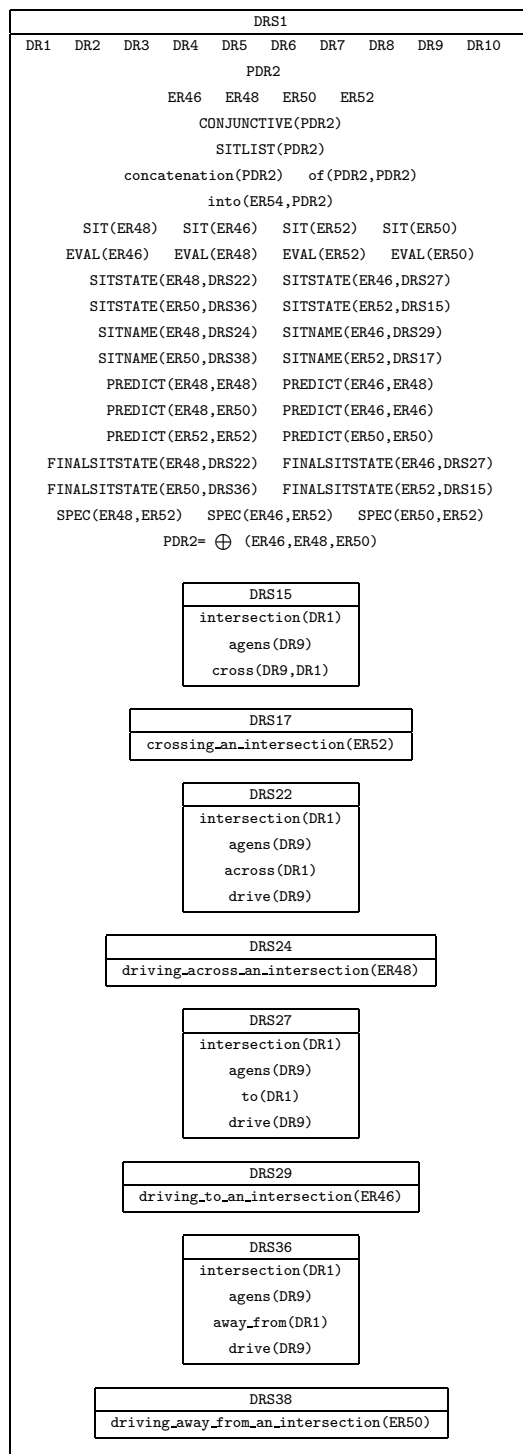 DRS1
DR1 DR2 DR3 DR4 DR5 DR6 DR7 DR8 DR9 DR10
PDR2
ER46 ER48 ER50 ER52
CONJUNCTIVE(PDR2)
SITLIST(PDR2)
concatenation(PDR2) of(PDR2,PDR2)
into(ER54,PDR2)
SIT(ER48) SIT(ER46) SIT(ER52) SIT(ER50)
EVAL(ER46) EVAL(ER48) EVAL(ER52) EVAL(ER50)
SITSTATE(ER48,DRS22) SITSTATE(ER46,DRS27)
SITSTATE(ER50,DRS36) SITSTATE(ER52,DRS15)
SITNAME(ER48,DRS24) SITNAME(ER46,DRS29)
SITNAME(ER50,DRS38) SITNAME(ER52,DRS17)
PREDICT(ER48,ER48) PREDICT(ER46,ER48)
PREDICT(ER48,ER50) PREDICT(ER46,ER46)
PREDICT(ER52,ER52) PREDICT(ER50,ER50)
FINALSITSTATE(ER48,DRS22) FINALSITSTATE(ER46,DRS27)
FINALSITSTATE(ER50,DRS36) FINALSITSTATE(ER52,DRS15)
SPEC(ER48,ER52) SPEC(ER46,ER52) SPEC(ER50,ER52)
PDR2= ⊕ (ER46,ER48,ER50)
DRS15
intersection(DR1)
agens(DR9)
cross(DR9,DR1)
DRS17
crossing_an_intersection(ER52)
DRS22
intersection(DR1)
agens(DR9)
across(DR1)
drive(DR9)
DRS24
driving_across_an_intersection(ER48)
DRS27
intersection(DR1)
agens(DR9)
to(DR1)
drive(DR9)
DRS29
driving_to_an_intersection(ER46)
DRS36
intersection(DR1)
agens(DR9)
away_from(DR1)
drive(DR9)
DRS38
driving_away_from_an_intersection(ER50)